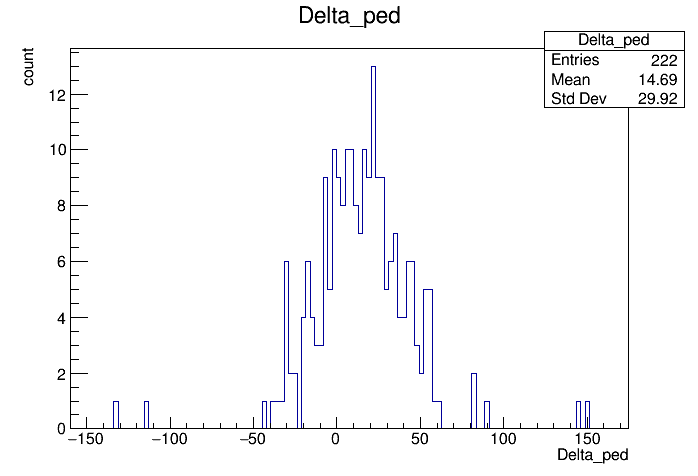 Delta_ped
count
Delta_ped
Entries 222
Mean 14.69
Std Dev 29.92
12
10
8
6
4
2
0
−150 −100 −50 0 50 100 150
Delta_ped